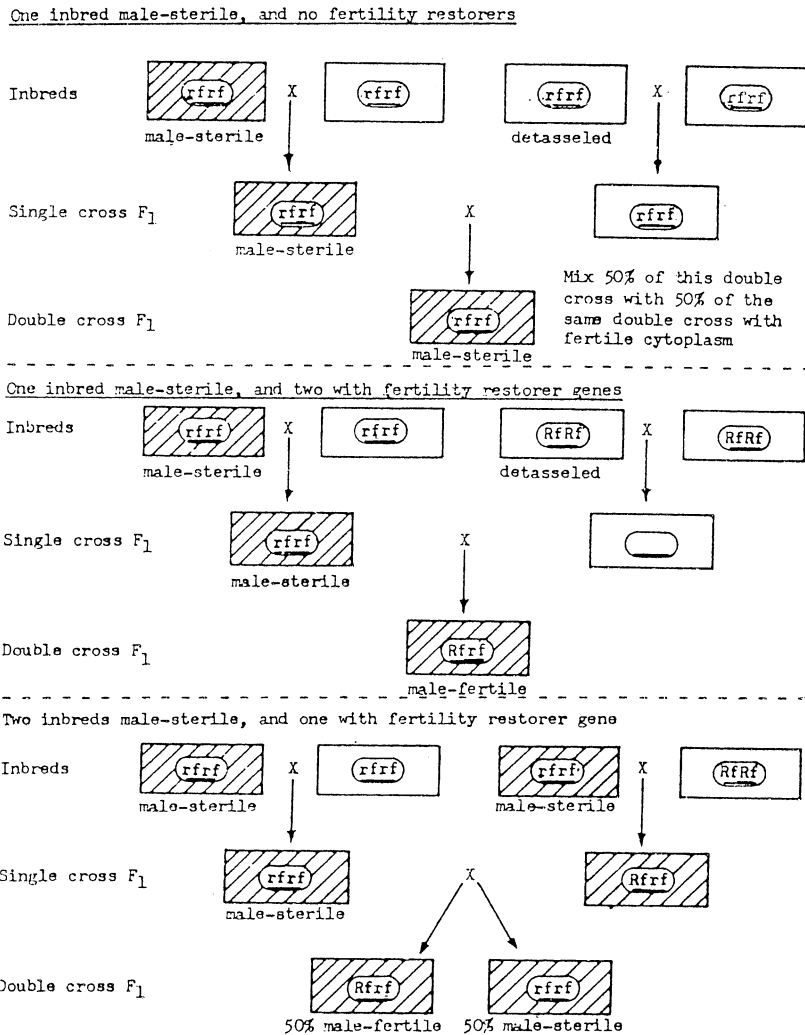 One inbred male-sterile, and no fertility restorers
Inbreds rfrf X rfrf rfrf X rfrf
male-sterile detasseled
Single cross F1 rfrf X rfrf
male-sterile
Mix 50% of this double
cross with 50% of the
same double cross with
fertile cytoplasm
Double cross F1 rfrf
male-sterile
One inbred male-sterile, and two with fertility restorer genes
Inbreds rfrf X rfrf RfRf X RfRf
male-sterile detasseled
Single cross F1 rfrf X
male-sterile
Double cross F1 Rfrf
male-fertile
Two inbreds male-sterile, and one with fertility restorer gene
Inbreds rfrf X rfrf rfrf X RfRf
male-sterile male-sterile
Single cross F1 rfrf X Rfrf
male-sterile
Double cross F1 Rfrf rfrf
50% male-fertile 50% male-sterile